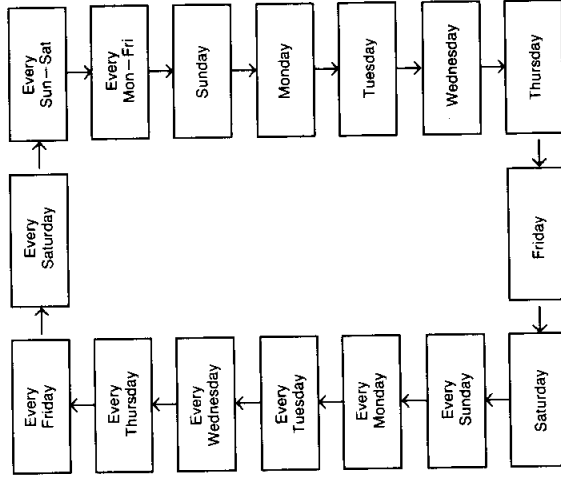 Saturday
Every
Sunday
Every
Monday
Every
Tuesday
Every
Wednesday
Every
Thursday
Every
Friday
Friday
Every
Saturday
Thursday
Wednesday
Tuesday
Monday
Sunday
Every
Mon–Fri
Every
Sun–Sat